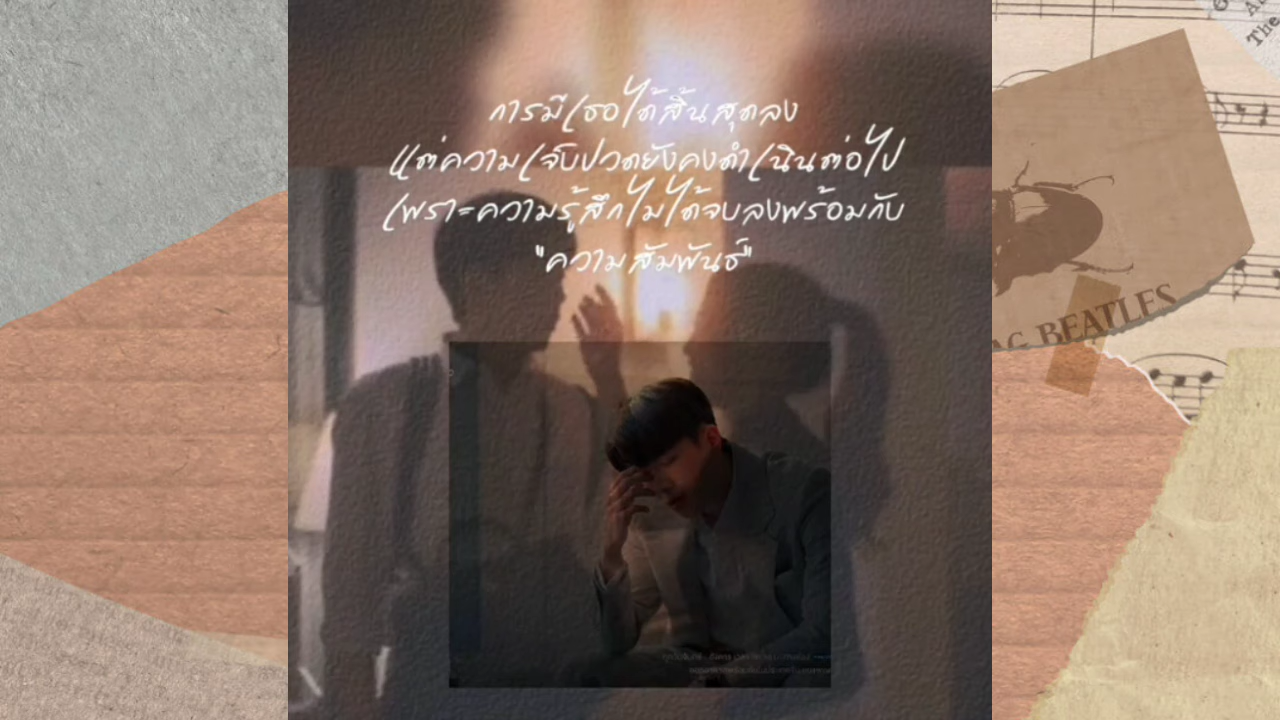 การมีเธอได้สิ้นสุดลง
แต่ความเจ็บปวดยังคงดำเนินต่อไป
เพราะความรู้สึกไม่ได้จบลงพร้อมกับ
"ความสัมพันธ์"
The
BEATLES